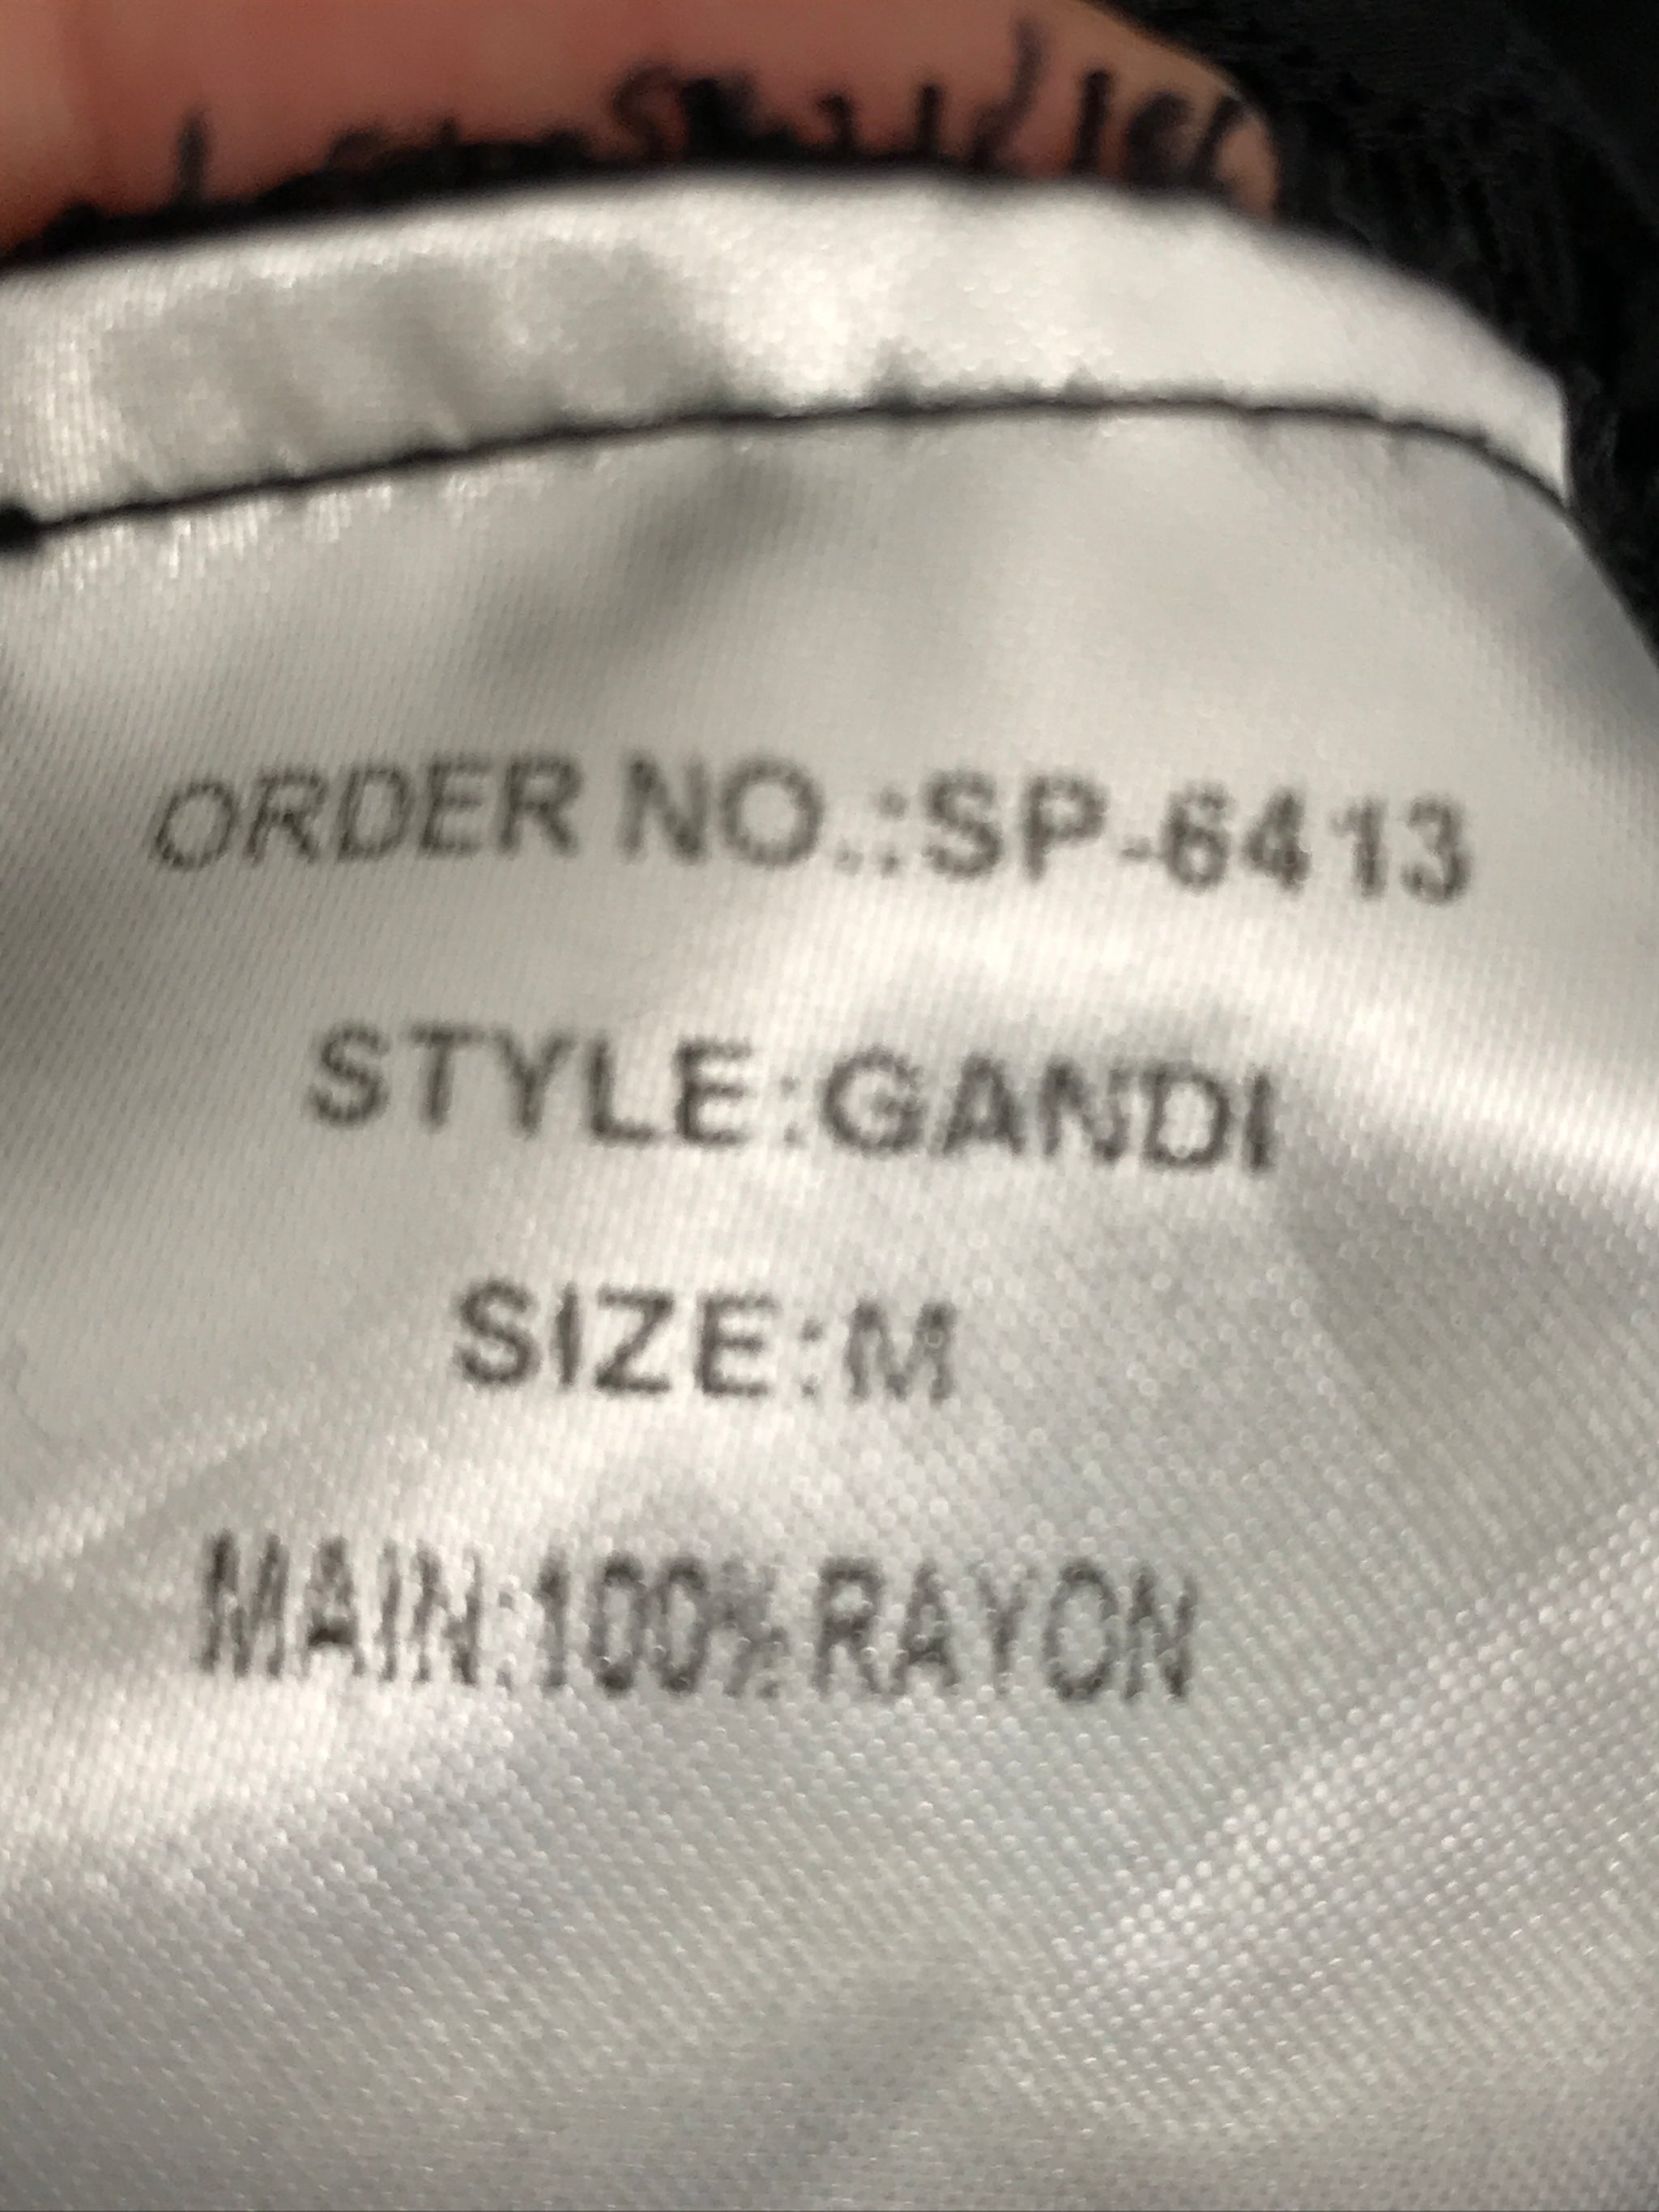 ORDER NO.:SP-6413
STYLE:GANDI
SIZE:M
MAIN:100%RAYON